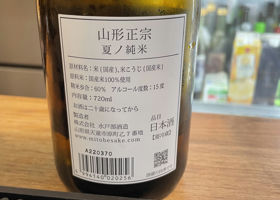 山形正宗
夏ノ純米
原材料名：米(国産)、米こうじ(国産米)
原料米：国産米100％使用
精米歩合：60％　アルコール度数：15度
内容量：720ml
お酒は二十歳になってから
製造者
株式会社 水戸部酒造
山形県天童市原町乙7番地
www.mitobesake.com
品目
日本酒
A220370
4996140020256